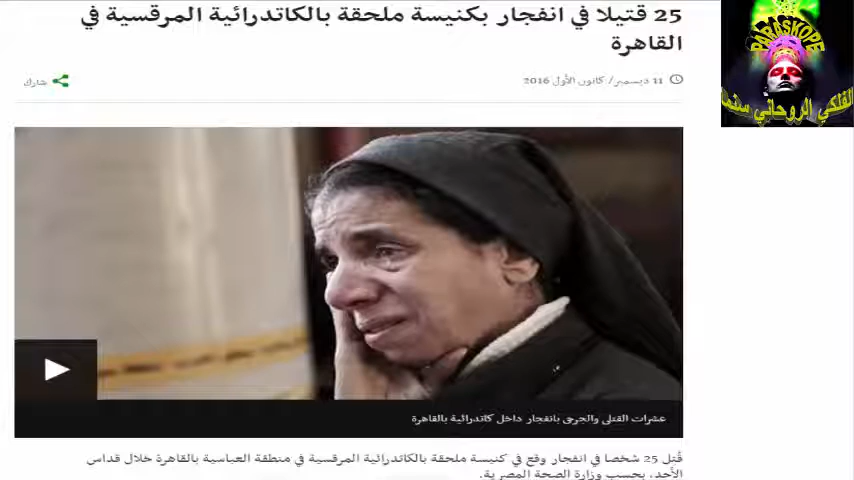 25 قتيلا في انفجار بكنيسة ملحقة بالكاتدرائية المرقسية في
القاهرة
11 ديسمبر/ كانون الأول 2016
شارك
PARASKOPE
الفلكي الروحاني سنها
عشرات القتلى والجرحى بانفجار داخل كاتدرائية بالقاهرة
قُتِل 25 شخصا في انفجار وقع في كنيسة ملحقة بالكاتدرائية المرقسية في منطقة العباسية بالقاهرة خلال قداس
الأحد، بحسب وزارة الصحة المصرية.